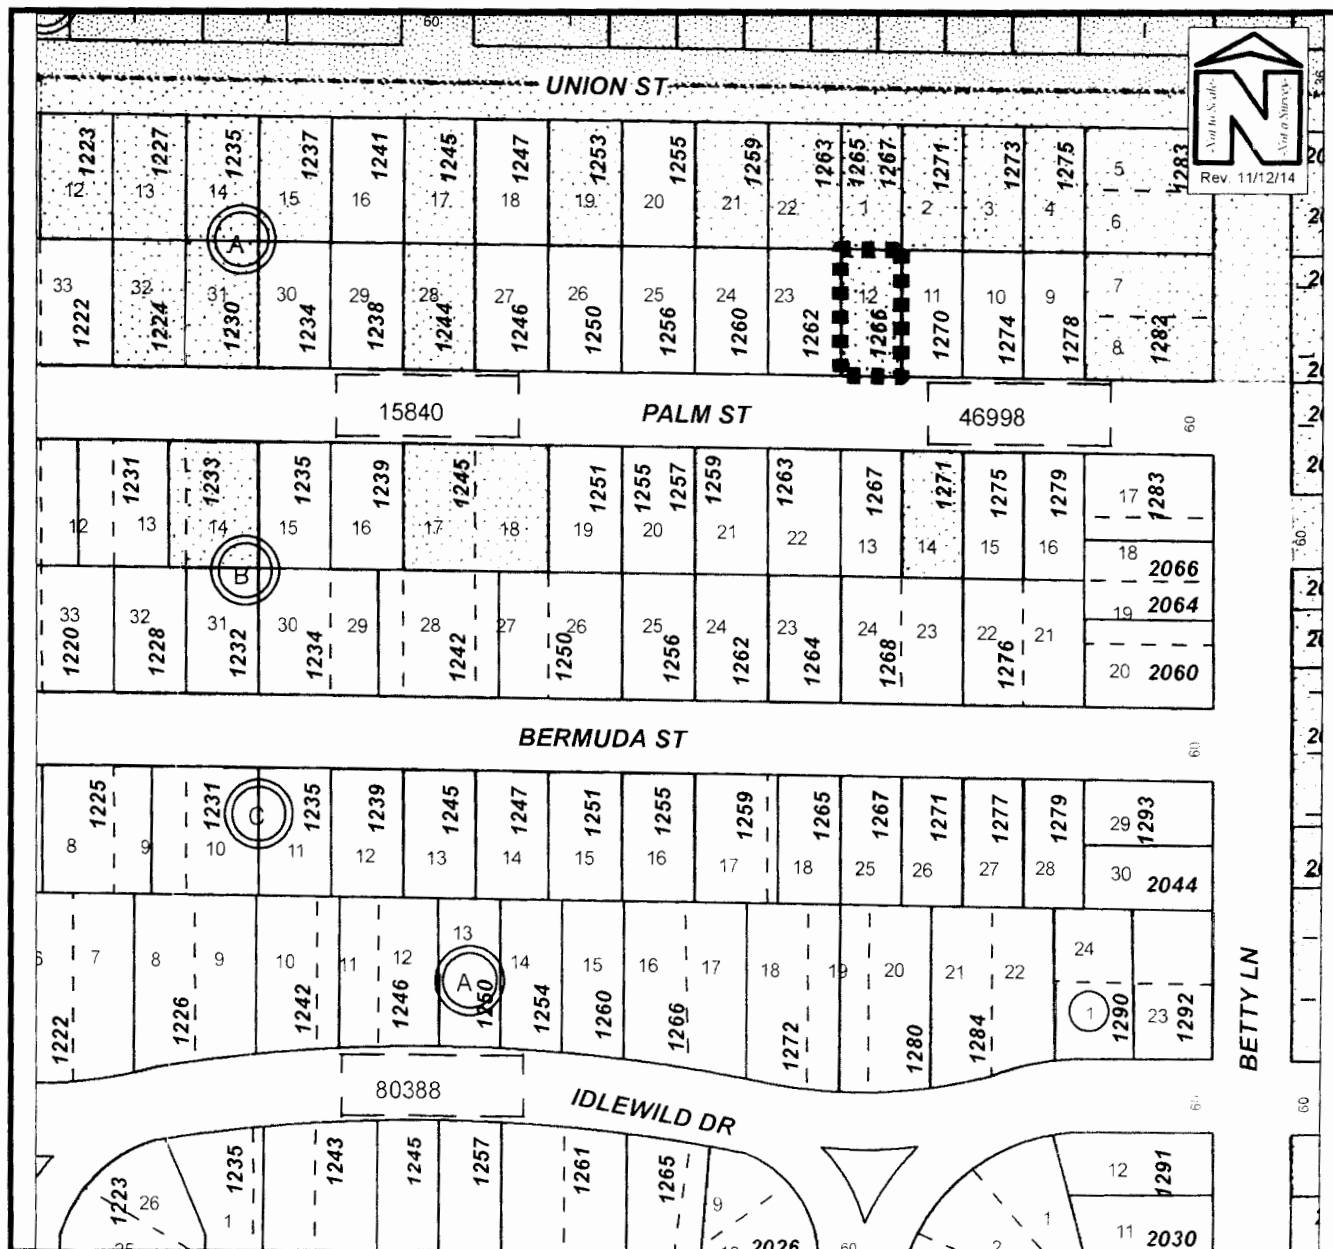 60
UNION ST
Not to Scale
Not a Survey
Rev. 11/12/14
36
1223 1227 1235 1237 1241 1245 1247 1253 1255 1259 1263 1265 1267 1271 1273 1275 1283
12 13 14 15 16 17 18 19 20 21 22 1 2 3 4 5
6
A
33 32 31 30 29 28 27 26 25 24 23 12 11 10 9 7
1222 1224 1230 1234 1238 1244 1246 1250 1256 1260 1262 1266 1270 1274 1278 8 1282
15840 PALM ST 46998 60
1231 1233 1235 1239 1245 1251 1255 1257 1259 1263 1267 1271 1275 1279 17 1283
12 13 14 15 16 17 18 19 20 21 22 13 14 15 16 18 2066
60
B
19 2064
33 32 31 30 29 28 27 26 25 24 23 24 23 22 21
1220 1228 1232 1234 1242 1250 1256 1262 1264 1268 1276 20 2060
BERMUDA ST 60
1225 1231 1235 1239 1245 1247 1251 1255 1259 1265 1267 1271 1277 1279 29 1293
C
8 9 10 11 12 13 14 15 16 17 18 25 26 27 28 30 2044
6 7 8 9 10 11 12 13 14 15 16 17 18 19 20 21 22 24
A
1222 1226 1242 1246 1250 1254 1260 1266 1272 1280 1284 1 1290 23 1292
BETTY LN
80388 IDLEWILD DR 60
1223 1235 1243 1245 1257 1261 1265 12 1291
26 1 9 1 11 2030
25 2026 60 2